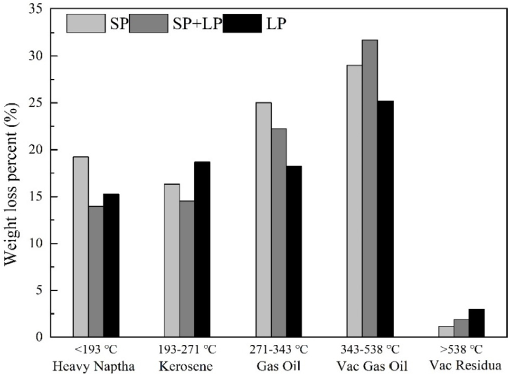 35
30
25
20
15
10
5
0
Weight loss percent (%)
SP SP+LP LP
<193 °C 193-271 °C 271-343 °C 343-538 °C >538 °C
Heavy Naptha Kerosene Gas Oil Vac Gas Oil Vac Residua